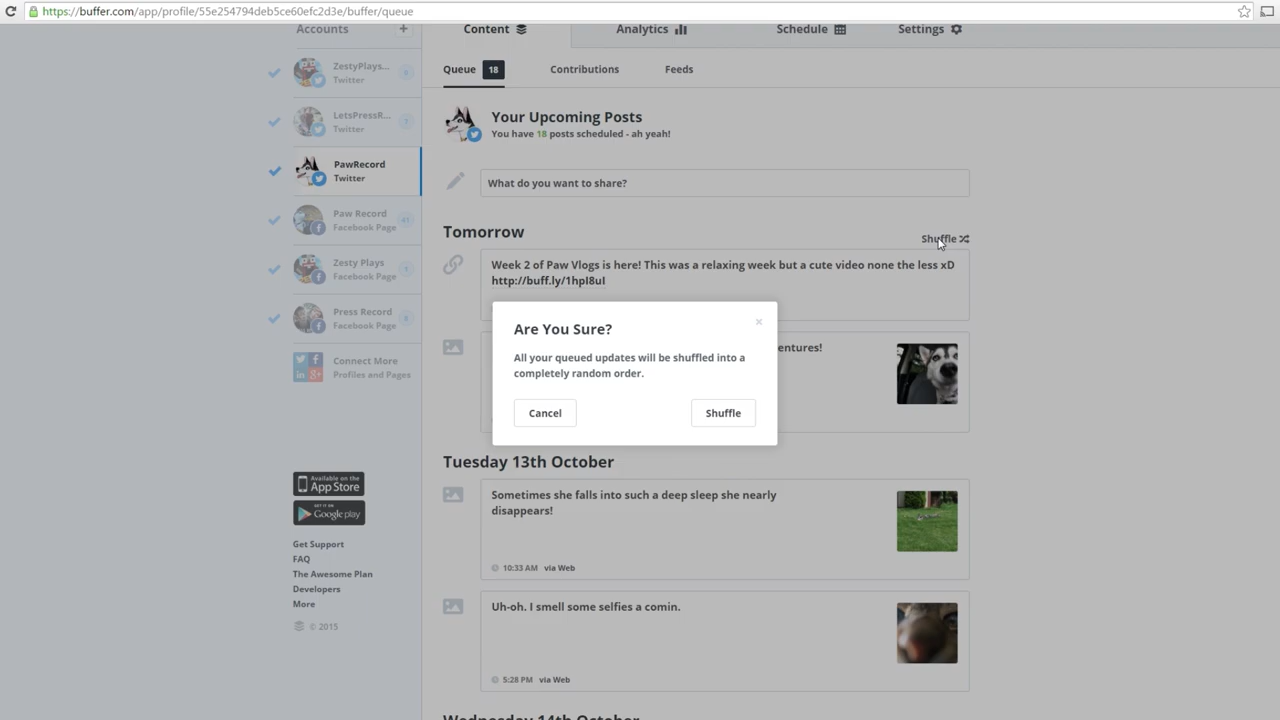 https://buffer.com/app/profile/55e254794deb5ce60efc2d3e/buffer/queue
Accounts +
ZestyPlays...
Twitter
LetsPressR...
Twitter
PawRecord
Twitter
Paw Record 41
Facebook Page
Zesty Plays
Facebook Page
Press Record
Facebook Page
Connect More
Profiles and Pages
Available on the
App Store
GET IT ON
Google play
Get Support
FAQ
The Awesome Plan
Developers
More
© 2015
Content
Analytics
Schedule
Settings
Queue 18
Contributions
Feeds
Your Upcoming Posts
You have 18 posts scheduled - ah yeah!
What do you want to share?
Tomorrow
Shuffle
Week 2 of Paw Vlogs is here! This was a relaxing week but a cute video none the less xD
http://buff.ly/1hpI8uI
entures!
Are You Sure?
×
All your queued updates will be shuffled into a
completely random order.
Cancel
Shuffle
Tuesday 13th October
Sometimes she falls into such a deep sleep she nearly
disappears!
10:33 AM via Web
Uh-oh. I smell some selfies a comin.
5:28 PM via Web
Wednesday 14th October